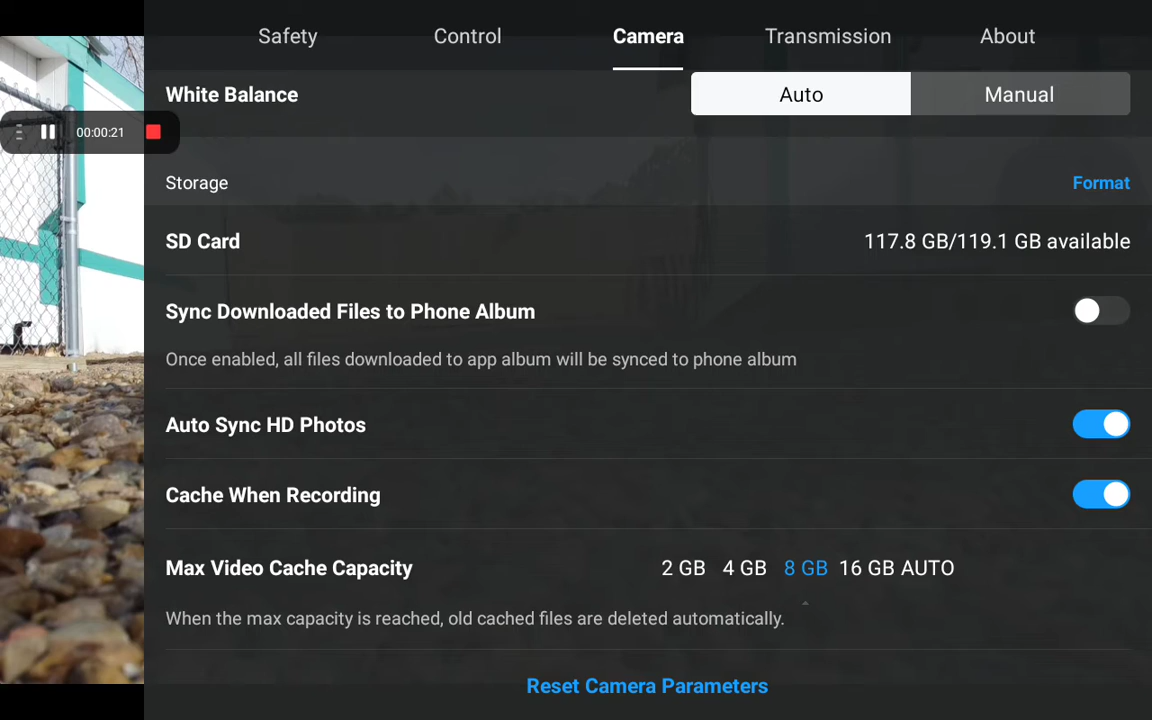 Safety Control Camera Transmission About
White Balance Auto Manual
00:00:21
Storage Format
SD Card 117.8 GB/119.1 GB available
Sync Downloaded Files to Phone Album
Once enabled, all files downloaded to app album will be synced to phone album
Auto Sync HD Photos
Cache When Recording
Max Video Cache Capacity 2 GB 4 GB 8 GB 16 GB AUTO
When the max capacity is reached, old cached files are deleted automatically.
Reset Camera Parameters